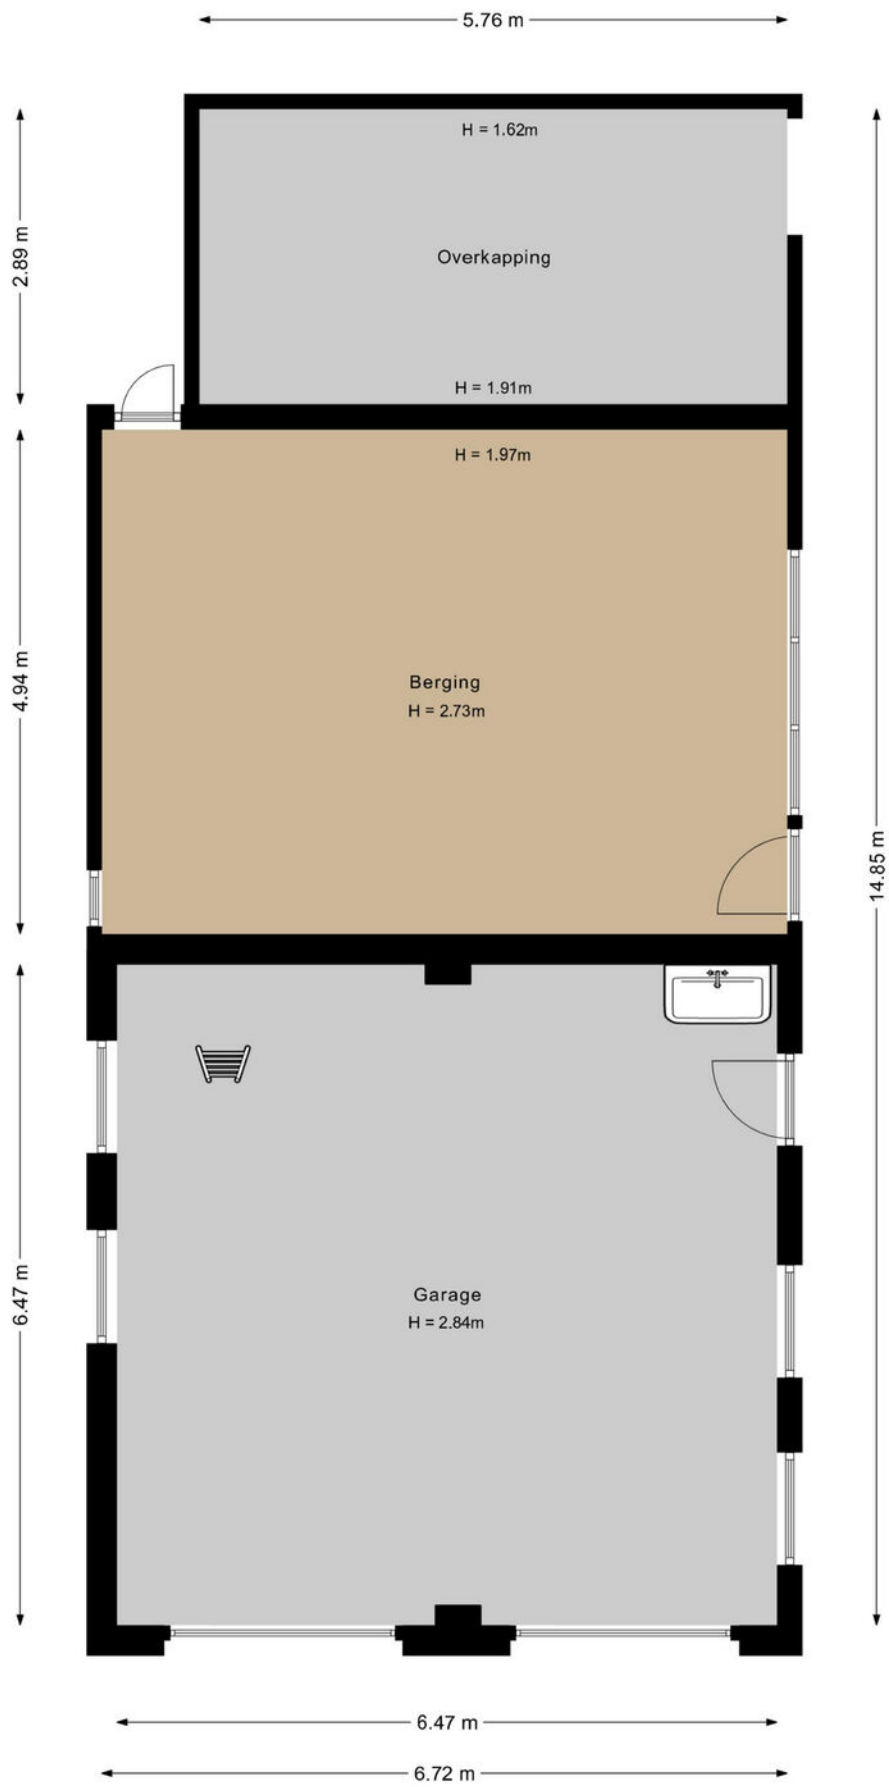 5.76 m
H = 1.62m
2.89 m
Overkapping
H = 1.91m
H = 1.97m
4.94 m
Berging
H = 2.73m
14.85 m
6.47 m
Garage
H = 2.84m
6.47 m
6.72 m